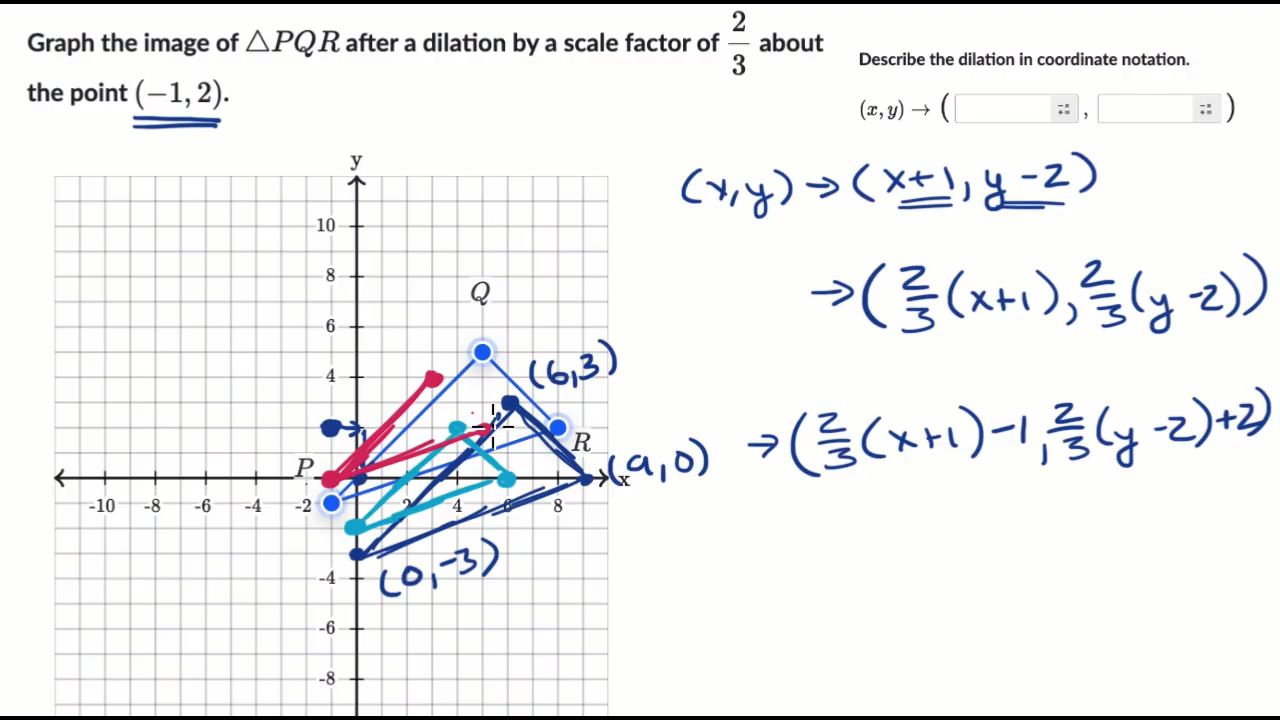 Graph the image of △PQR after a dilation by a scale factor of 2/3 about
the point (−1, 2).
Describe the dilation in coordinate notation.
(x, y) → ( , )
(x,y) → (x+1, y-2)
→ (2/3(x+1), 2/3(y-2))
→ (2/3(x+1)-1, 2/3(y-2)+2)
y
10
8
Q
6
4
(6,3)
R
P
(9,0)
x
-10 -8 -6 -4 -2 2 4 6 8
(0,-3)
-4
-6
-8